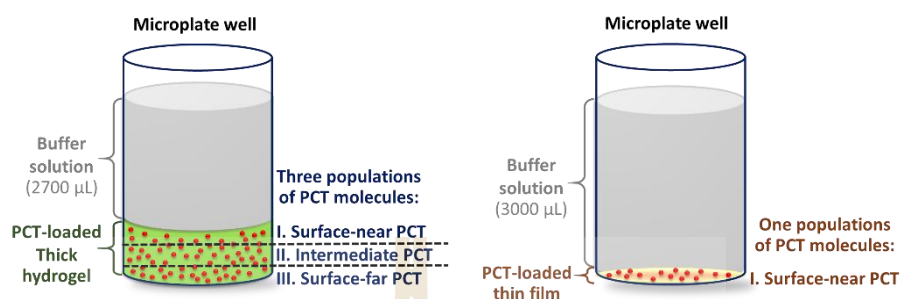 Microplate well
Buffer
solution
(2700 µL)
Three populations
of PCT molecules:
PCT-loaded
Thick
hydrogel
I. Surface-near PCT
II. Intermediate PCT
III. Surface-far PCT
Microplate well
Buffer
solution
(3000 µL)
One populations
of PCT molecules:
PCT-loaded
thin film
I. Surface-near PCT